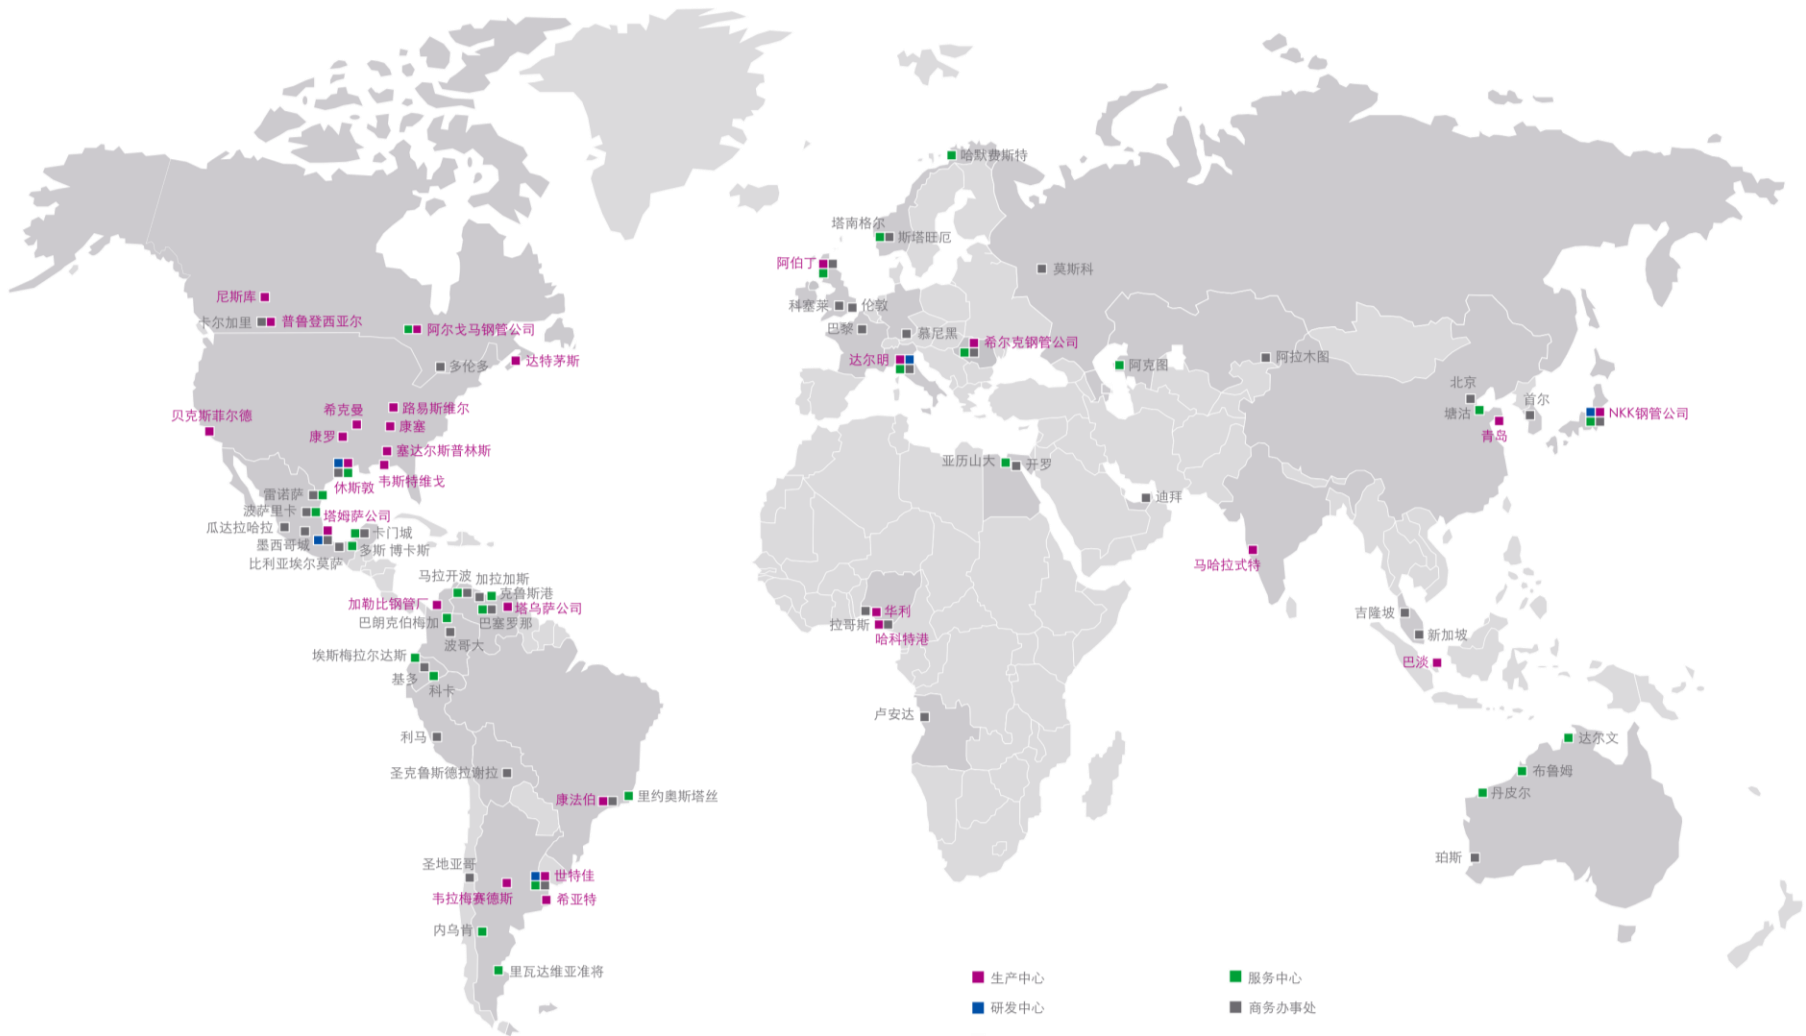 哈默费斯特
塔南格尔
斯塔旺厄
阿伯丁
莫斯科
尼斯库
科塞莱
伦敦
卡尔加里
普鲁登西亚尔
阿尔戈马钢管公司
巴黎
慕尼黑
希尔克钢管公司
达特茅斯
多伦多
达尔明
阿克图
阿拉木图
北京
路易斯维尔
希克曼
贝克斯菲尔德
康塞
康罗
塘沽
首尔
NKK钢管公司
青岛
塞达尔斯普林斯
韦斯特维戈
休斯敦
亚历山大
开罗
雷诺萨
迪拜
波萨里卡
塔姆萨公司
瓜达拉哈拉
卡门城
墨西哥城
多斯 博卡斯
比利亚埃尔莫萨
马哈拉式特
马拉开波
加拉加斯
克鲁斯港
加勒比钢管厂
塔乌萨公司
巴朗克伯梅加
巴塞罗那
华利
拉哥斯
哈科特港
吉隆坡
新加坡
波哥大
埃斯梅拉尔达斯
基多
科卡
巴淡
卢安达
利马
达尔文
圣克鲁斯德拉谢拉
布鲁姆
康法伯
里约奥斯塔丝
丹皮尔
圣地亚哥
世特佳
珀斯
韦拉梅赛德斯
希亚特
内乌肯
里瓦达维亚准将
生产中心
服务中心
研发中心
商务办事处